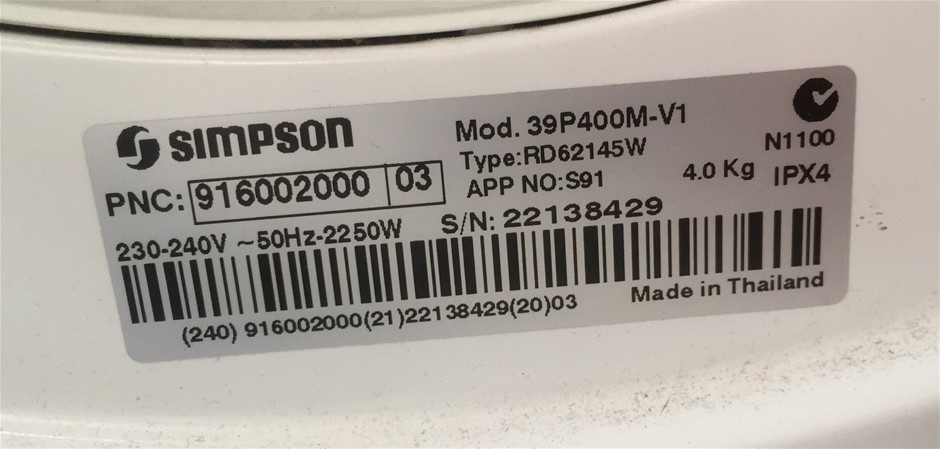 SIMPSON
Mod. 39P400M-V1
Type:RD62145W
N1100
PNC: 916002000 03
APP NO:S91
4.0 Kg
IPX4
230-240V ~50Hz-2250W
S/N: 22138429
(240) 916002000(21)22138429(20)03
Made in Thailand